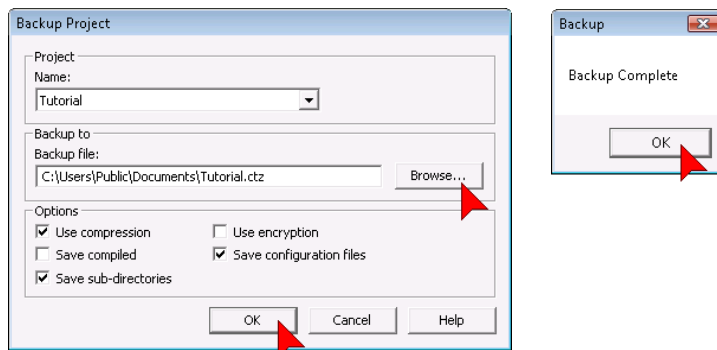 Backup Project
Project
Name:
Tutorial
Backup to
Backup file:
C:\Users\Public\Documents\Tutorial.ctz
Browse...
Options
Use compression
Use encryption
Save compiled
Save configuration files
Save sub-directories
OK
Cancel
Help
Backup
Backup Complete
OK